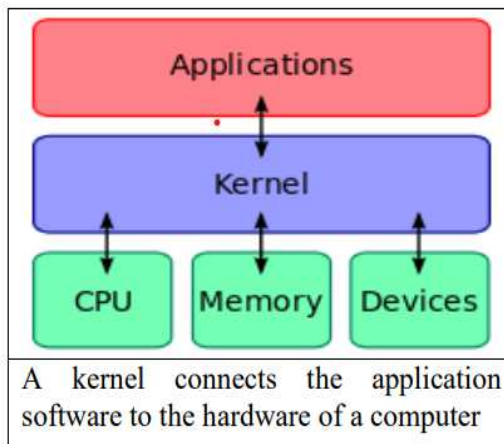 Applications
Kernel
CPU Memory Devices
A kernel connects the application
software to the hardware of a computer